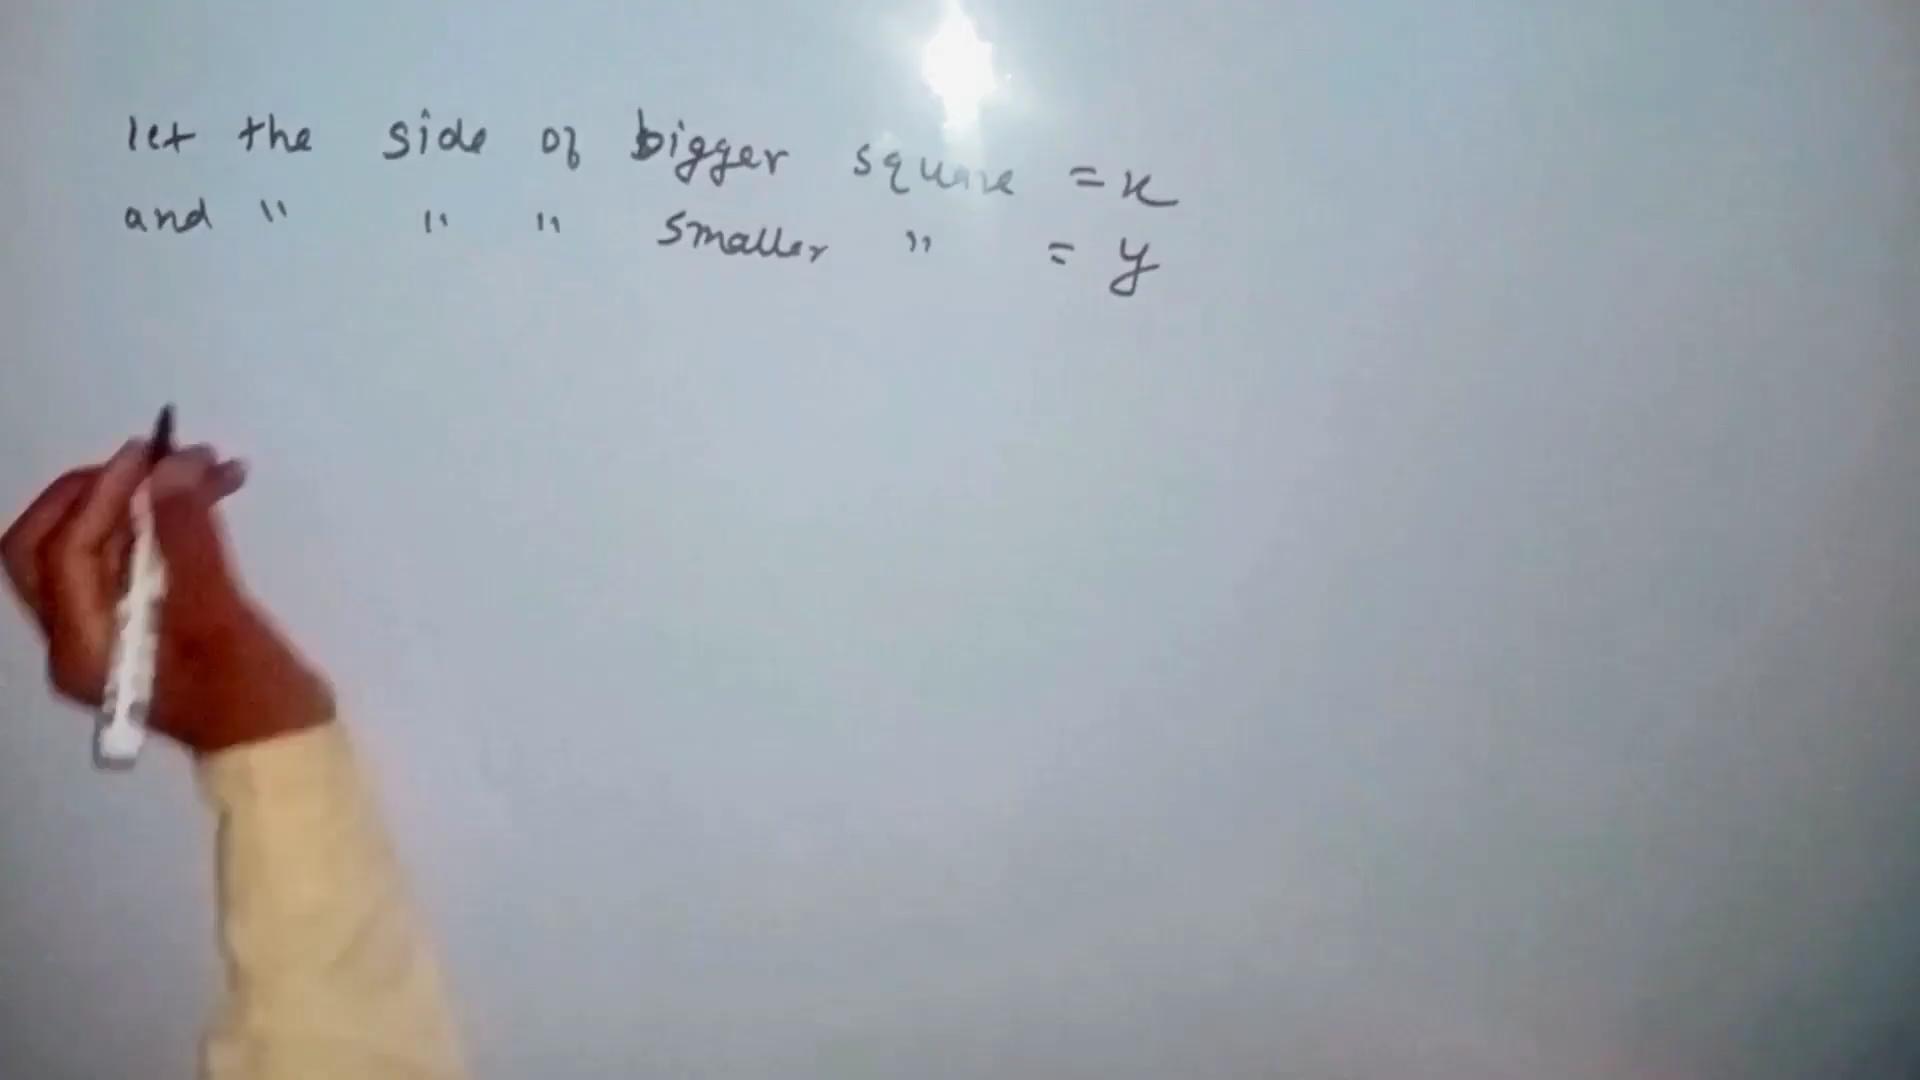 let the side of bigger square = x
and " " " smaller " = y